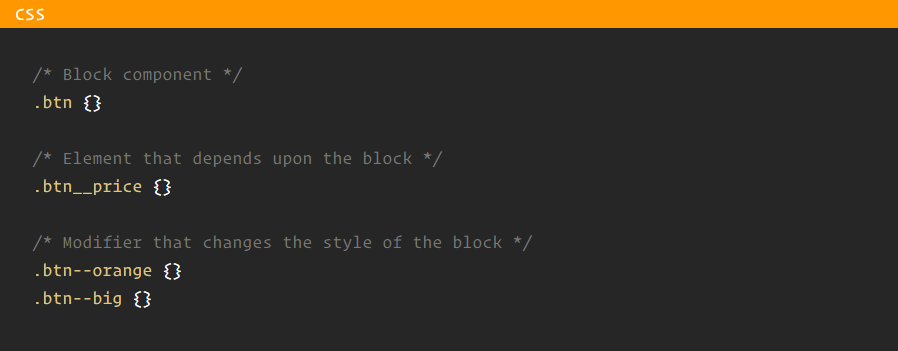 CSS
/* Block component */
.btn {}
/* Element that depends upon the block */
.btn__price {}
/* Modifier that changes the style of the block */
.btn--orange {}
.btn--big {}